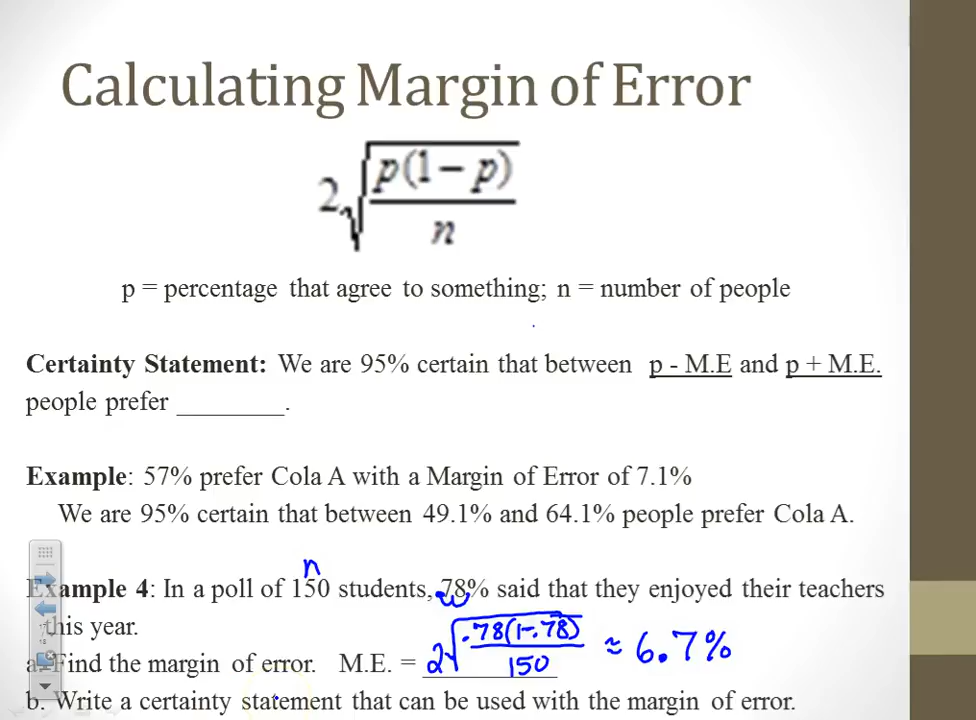 Calculating Margin of Error
2√(p(1 − p)/n)
p = percentage that agree to something; n = number of people
Certainty Statement: We are 95% certain that between p - M.E and p + M.E.
people prefer ________.
Example: 57% prefer Cola A with a Margin of Error of 7.1%
We are 95% certain that between 49.1% and 64.1% people prefer Cola A.
n
Example 4: In a poll of 150 students, .78% said that they enjoyed their teachers
this year.
a. Find the margin of error. M.E. = 2√(.78(1-.78)/150) ≈ 6.7%
b. Write a certainty statement that can be used with the margin of error.